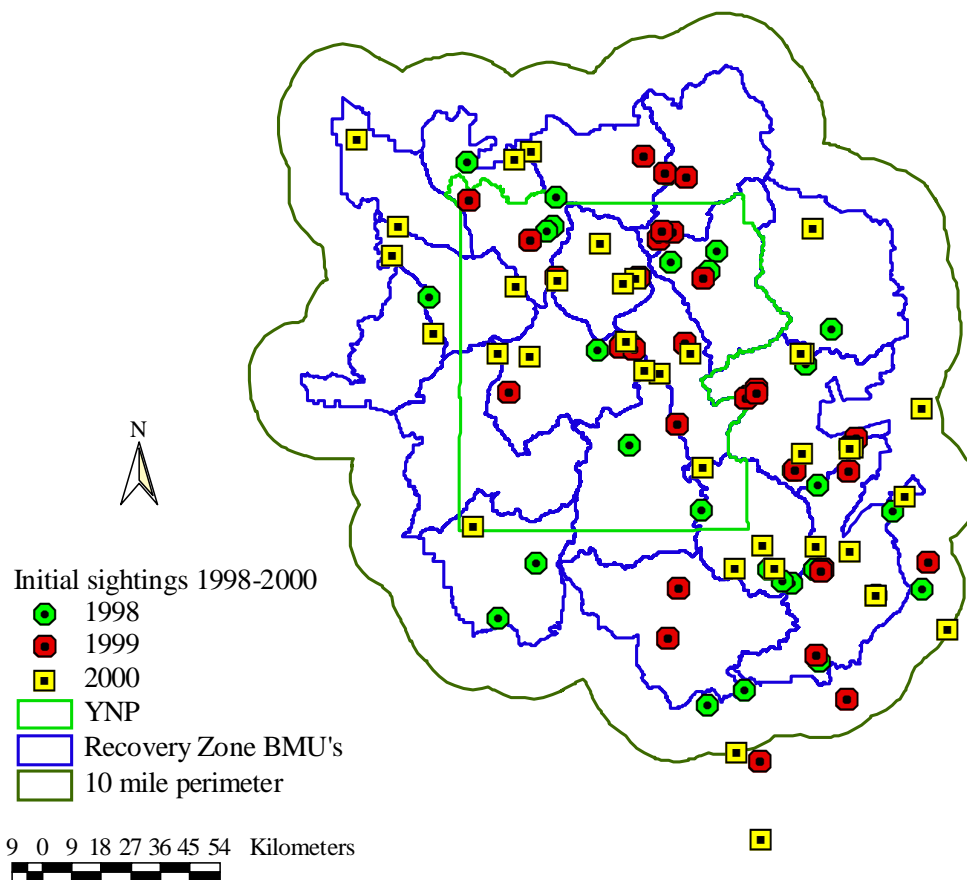 N
Initial sightings 1998-2000
1998
1999
2000
YNP
Recovery Zone BMU's
10 mile perimeter
9 0 9 18 27 36 45 54 Kilometers